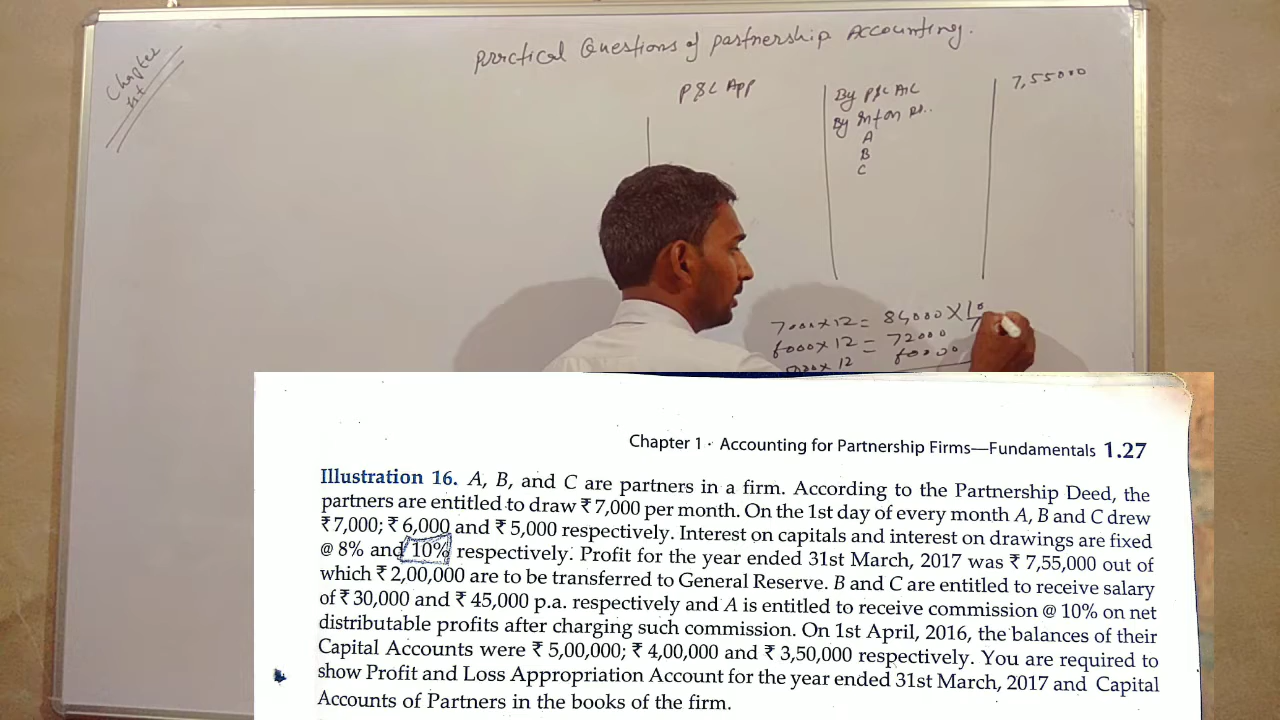 Chapter
1st
Practical Questions of partnership Accounting.
P&L App
By P&L A/C
7,55000
By Int on Dr..
A
B
C
7000x12 = 84000 X 10
6000x12 = 72000
5000x 12 60000
Chapter 1 · Accounting for Partnership Firms—Fundamentals 1.27
Illustration 16. A, B, and C are partners in a firm. According to the Partnership Deed, the
partners are entitled to draw ₹ 7,000 per month. On the 1st day of every month A, B and C drew
₹ 7,000; ₹ 6,000 and ₹ 5,000 respectively. Interest on capitals and interest on drawings are fixed
@ 8% and 10% respectively. Profit for the year ended 31st March, 2017 was ₹ 7,55,000 out of
which ₹ 2,00,000 are to be transferred to General Reserve. B and C are entitled to receive salary
of ₹ 30,000 and ₹ 45,000 p.a. respectively and A is entitled to receive commission @ 10% on net
distributable profits after charging such commission. On 1st April, 2016, the balances of their
Capital Accounts were ₹ 5,00,000; ₹ 4,00,000 and ₹ 3,50,000 respectively. You are required to
show Profit and Loss Appropriation Account for the year ended 31st March, 2017 and Capital
Accounts of Partners in the books of the firm.